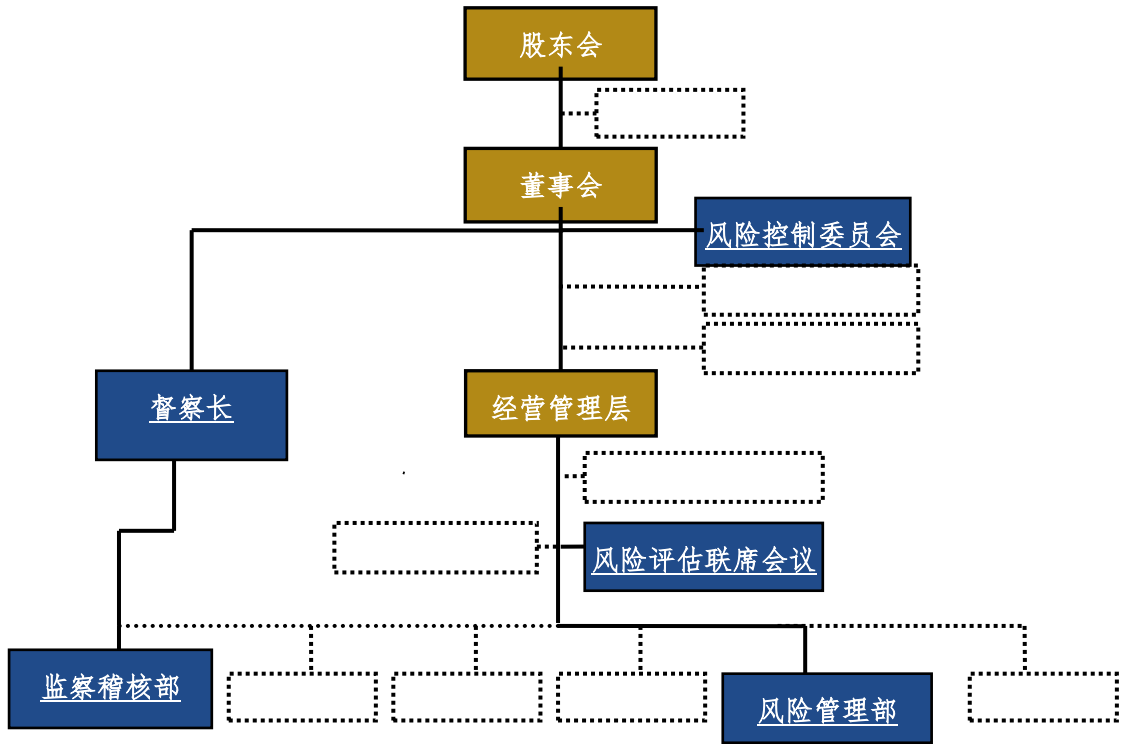 股东会
董事会
风险控制委员会
督察长
经营管理层
风险评估联席会议
监察稽核部
风险管理部